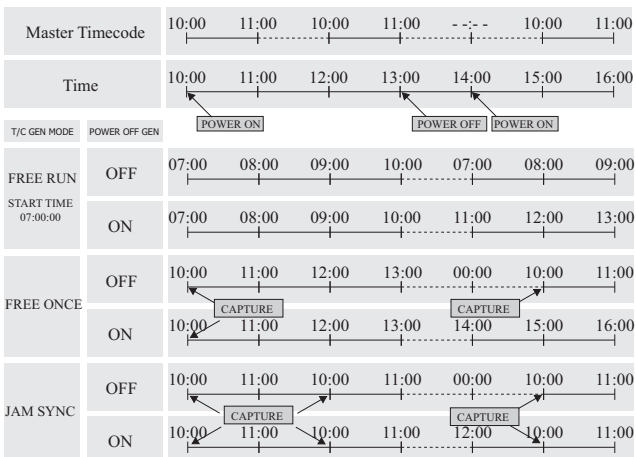 Master Timecode 10:00 11:00 10:00 11:00 - -:- - 10:00 11:00
Time 10:00 11:00 12:00 13:00 14:00 15:00 16:00
POWER ON POWER OFF POWER ON
T/C GEN MODE POWER OFF GEN
FREE RUN
START TIME
07:00:00
OFF 07:00 08:00 09:00 10:00 07:00 08:00 09:00
ON 07:00 08:00 09:00 10:00 11:00 12:00 13:00
FREE ONCE
OFF 10:00 11:00 12:00 13:00 00:00 10:00 11:00
CAPTURE CAPTURE
ON 10:00 11:00 12:00 13:00 14:00 15:00 16:00
JAM SYNC
OFF 10:00 11:00 10:00 11:00 00:00 10:00 11:00
CAPTURE CAPTURE
ON 10:00 11:00 10:00 11:00 12:00 10:00 11:00